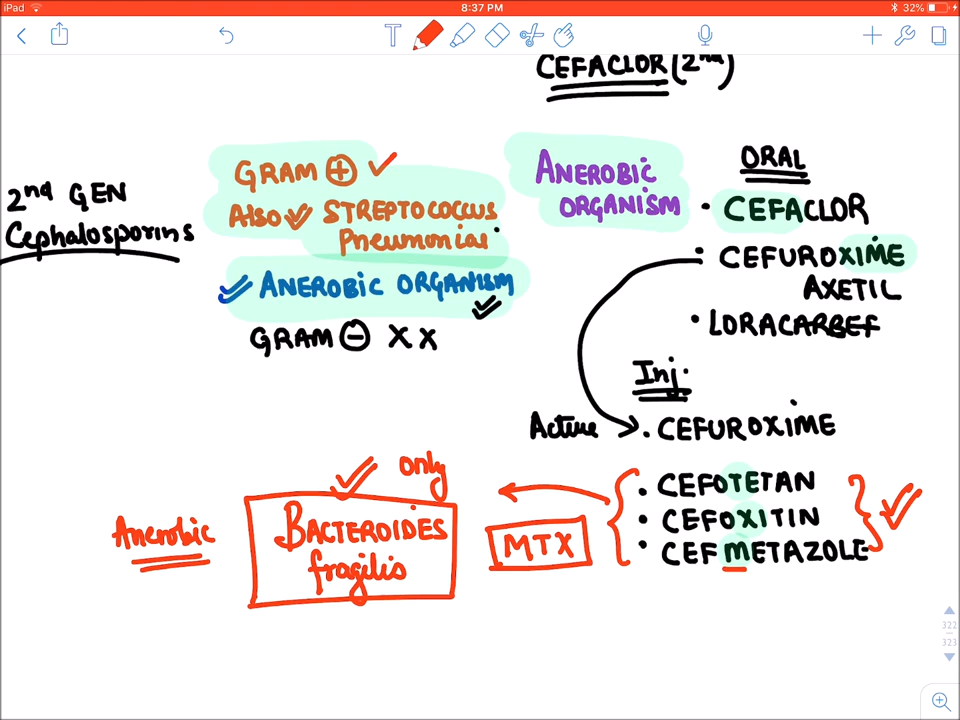 iPad
8:37 PM
32%
T
CEFACLOR (2nd)
2nd GEN
Cephalosporins
GRAM ⊕ ✓
Also ✓ STREPTOCOCCUS
Pneumoniae
✓ ANEROBIC ORGANISM
✓
GRAM ⊖ X X
ANEROBIC
ORGANISM
ORAL
• CEFACLOR
• CEFUROXIME
AXETIL
• LORACARBEF
Inj.
Active → • CEFUROXIME
• CEFOTETAN
• CEFOXITIN
• CEFMETAZOLE
✓
MTX
✓ only
Anerobic
BACTEROIDES
fragilis
322
323